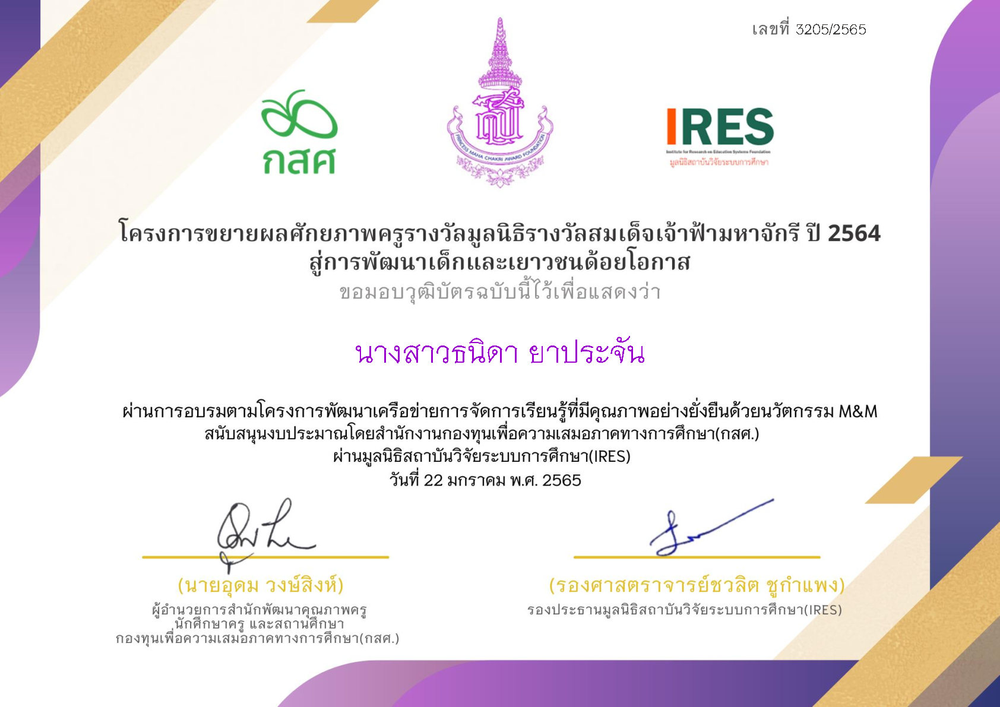 เลขที่ 3205/2565
กสศ
PRINCESS MAHA CHAKRI AWARD FOUNDATION
IRES
Institute for Research on Education Systems Foundation
มูลนิธิสถาบันวิจัยระบบการศึกษา
โครงการขยายผลศักยภาพครูรางวัลมูลนิธิรางวัลสมเด็จเจ้าฟ้ามหาจักรี ปี 2564
สู่การพัฒนาเด็กและเยาวชนด้อยโอกาส
ขอมอบวุฒิบัตรฉบับนี้ไว้เพื่อแสดงว่า
นางสาวธนิดา ยาประจัน
ผ่านการอบรมตามโครงการพัฒนาเครือข่ายการจัดการเรียนรู้ที่มีคุณภาพอย่างยั่งยืนด้วยนวัตกรรม M&M
สนับสนุนงบประมาณโดยสำนักงานกองทุนเพื่อความเสมอภาคทางการศึกษา(กสศ.)
ผ่านมูลนิธิสถาบันวิจัยระบบการศึกษา(IRES)
วันที่ 22 มกราคม พ.ศ. 2565
(นายอุดม วงษ์สิงห์)
ผู้อำนวยการสำนักพัฒนาคุณภาพครู
นักศึกษาครู และสถานศึกษา
กองทุนเพื่อความเสมอภาคทางการศึกษา(กสศ.)
(รองศาสตราจารย์ชวลิต ชูกำแพง)
รองประธานมูลนิธิสถาบันวิจัยระบบการศึกษา(IRES)